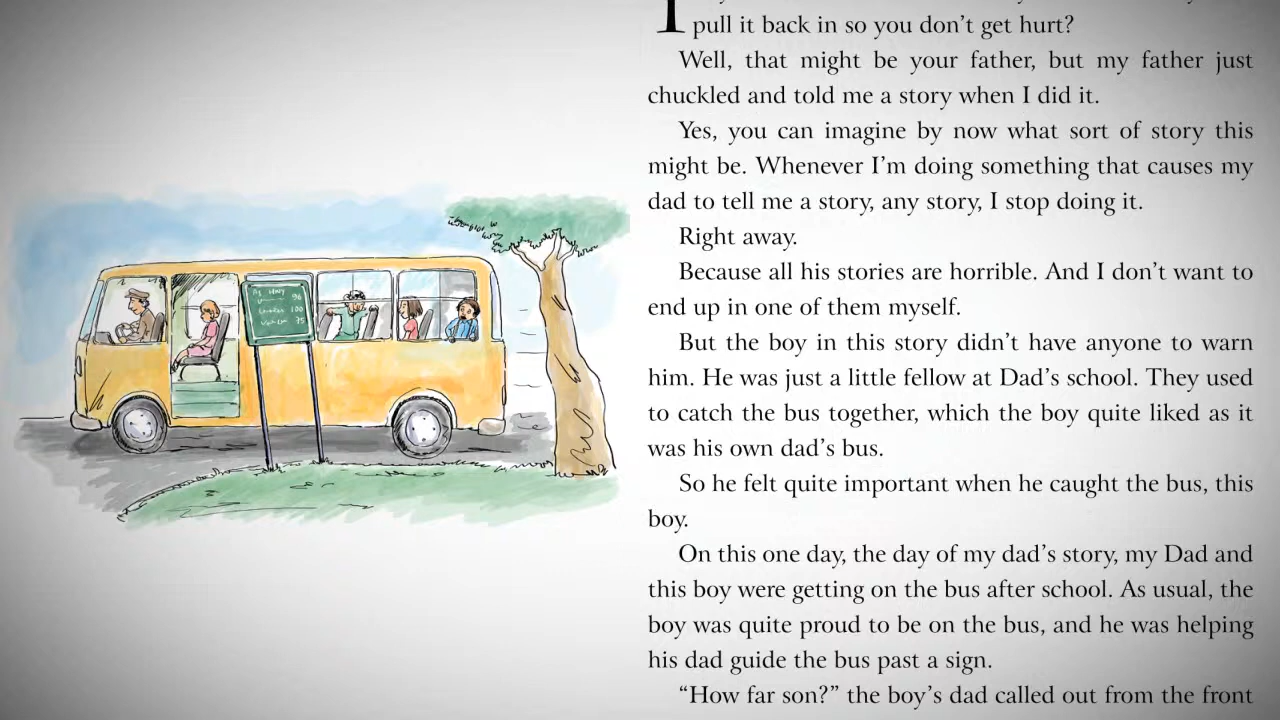 96
100
75
pull it back in so you don’t get hurt?
Well, that might be your father, but my father just
chuckled and told me a story when I did it.
Yes, you can imagine by now what sort of story this
might be. Whenever I’m doing something that causes my
dad to tell me a story, any story, I stop doing it.
Right away.
Because all his stories are horrible. And I don’t want to
end up in one of them myself.
But the boy in this story didn’t have anyone to warn
him. He was just a little fellow at Dad’s school. They used
to catch the bus together, which the boy quite liked as it
was his own dad’s bus.
So he felt quite important when he caught the bus, this
boy.
On this one day, the day of my dad’s story, my Dad and
this boy were getting on the bus after school. As usual, the
boy was quite proud to be on the bus, and he was helping
his dad guide the bus past a sign.
“How far son?” the boy’s dad called out from the front